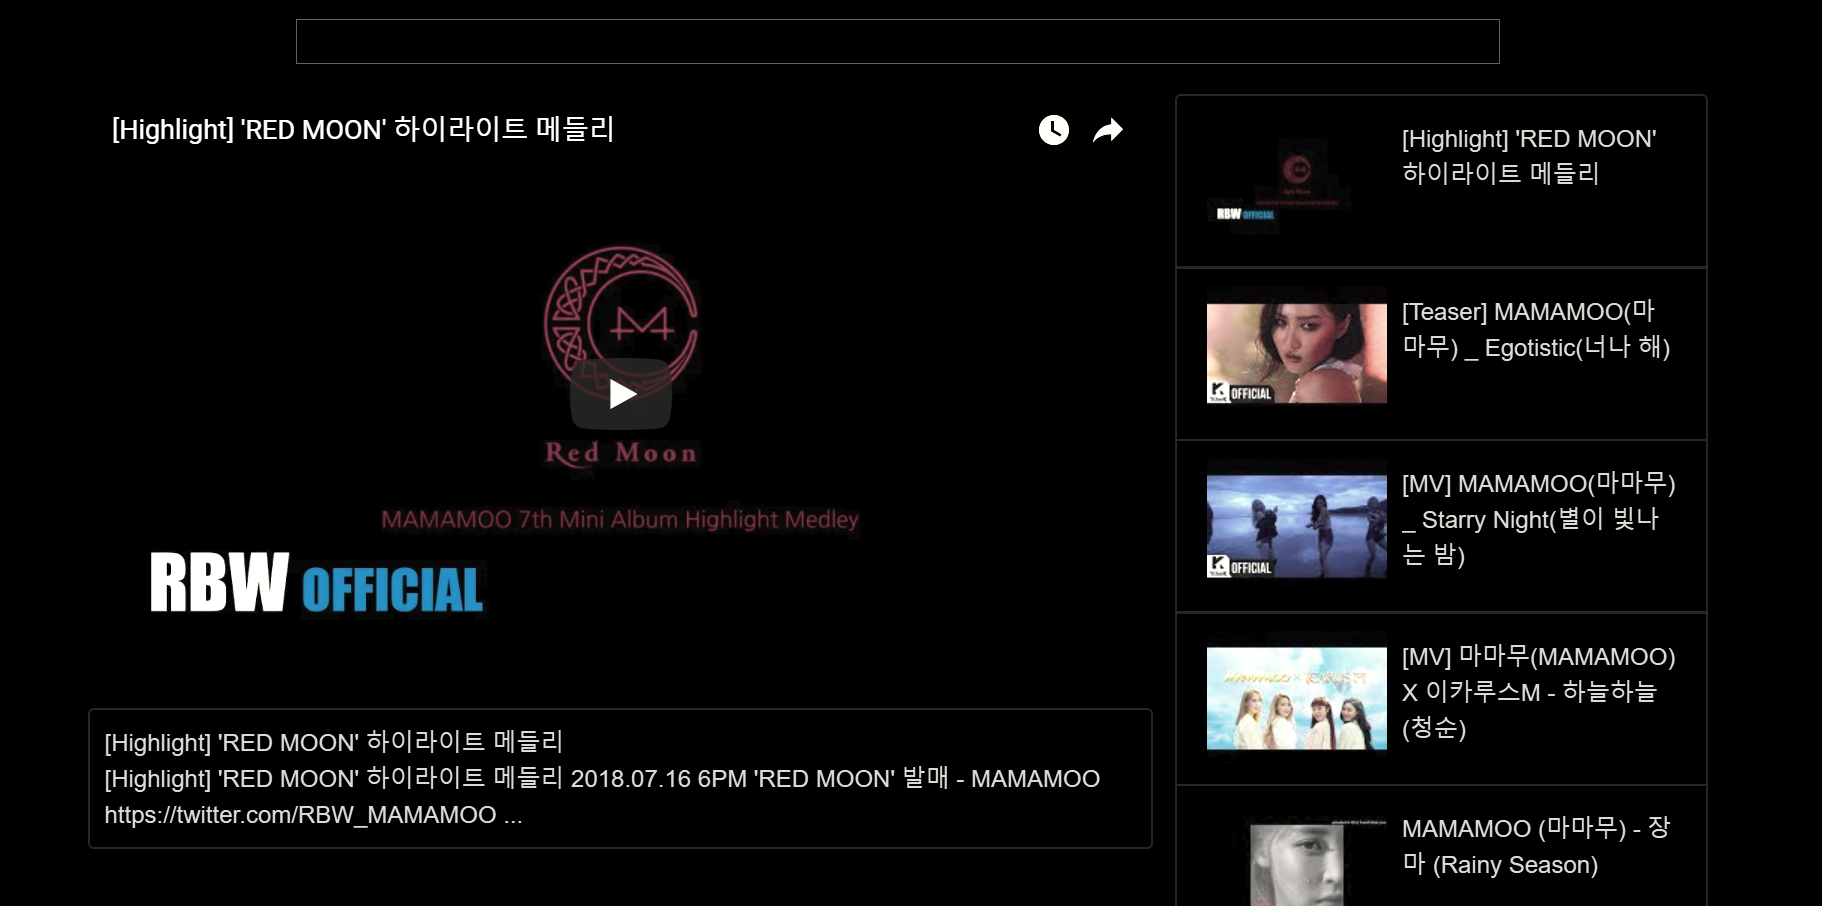 [Highlight] 'RED MOON' 하이라이트 메들리
Red Moon
MAMAMOO 7th Mini Album Highlight Medley
RBW OFFICIAL
[Highlight] 'RED MOON' 하이라이트 메들리
[Highlight] 'RED MOON' 하이라이트 메들리 2018.07.16 6PM 'RED MOON' 발매 - MAMAMOO
https://twitter.com/RBW_MAMAMOO ...
Red Moon
RBW OFFICIAL
[Highlight] 'RED MOON'
하이라이트 메들리
OFFICIAL
[Teaser] MAMAMOO(마
마무) _ Egotistic(너나 해)
OFFICIAL
[MV] MAMAMOO(마마무)
_ Starry Night(별이 빛나
는 밤)
[MV] 마마무(MAMAMOO)
X 이카루스M - 하늘하늘
(청순)
MAMAMOO (마마무) - 장
마 (Rainy Season)